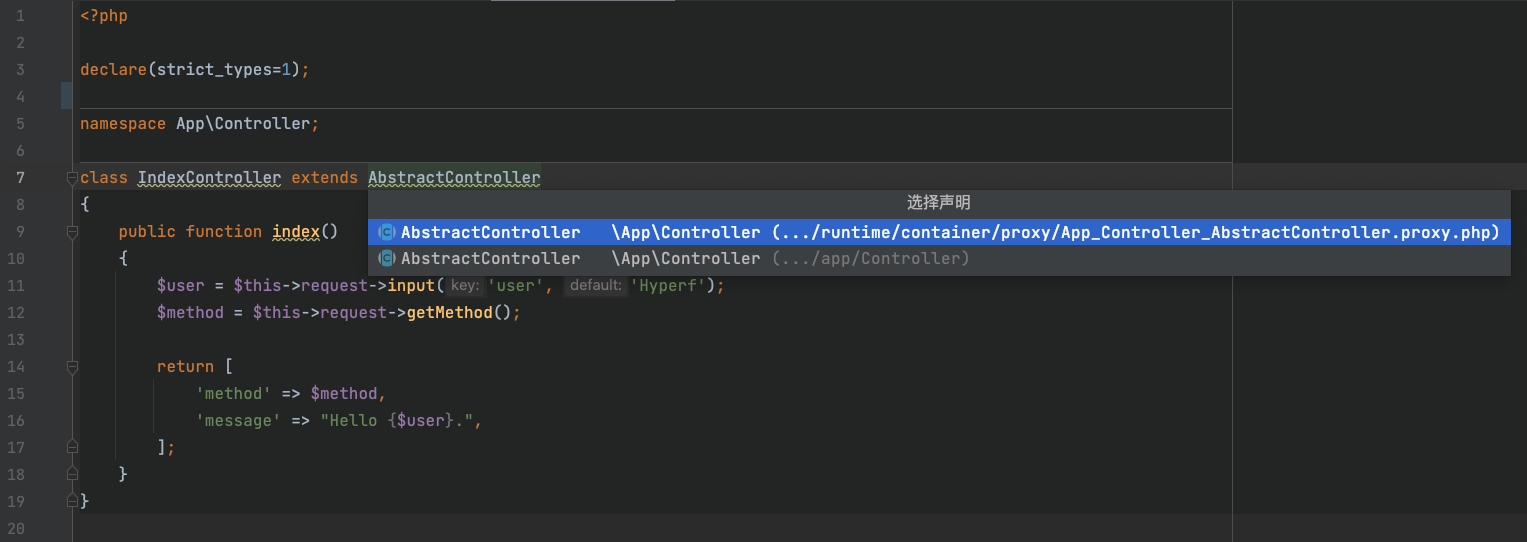 1 <?php
2
3 declare(strict_types=1);
4
5 namespace App\Controller;
6
7 class IndexController extends AbstractController
8 {
选择声明
9 public function index()
AbstractController \App\Controller (.../runtime/container/proxy/App_Controller_AbstractController.proxy.php)
10 {
AbstractController \App\Controller (.../app/Controller)
11 $user = $this->request->input( key: 'user', default: 'Hyperf');
12 $method = $this->request->getMethod();
13
14 return [
15 'method' => $method,
16 'message' => "Hello {$user}.",
17 ];
18 }
19 }
20